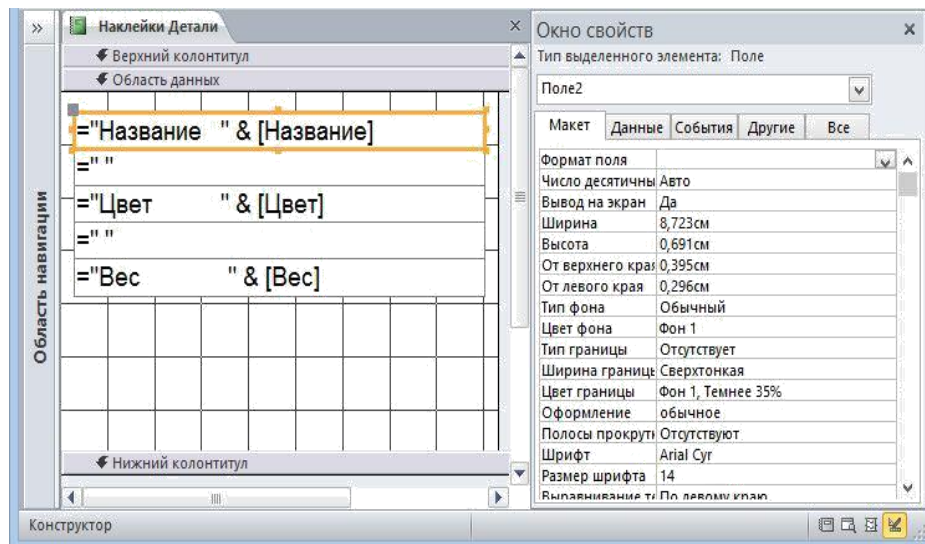 Наклейки Детали
Верхний колонтитул
Область данных
="Название " & [Название]
=" "
="Цвет " & [Цвет]
=" "
="Вес " & [Вес]
Нижний колонтитул
Область навигации
Окно свойств
Тип выделенного элемента: Поле
Поле2
Макет Данные События Другие Все
Формат поля
Число десятичны Авто
Вывод на экран Да
Ширина 8,723см
Высота 0,691см
От верхнего края 0,395см
От левого края 0,296см
Тип фона Обычный
Цвет фона Фон 1
Тип границы Отсутствует
Ширина границы Сверхтонкая
Цвет границы Фон 1, Темнее 35%
Оформление обычное
Полосы прокрутк Отсутствуют
Шрифт Arial Cyr
Размер шрифта 14
Выравнивание те По левому краю
Конструктор